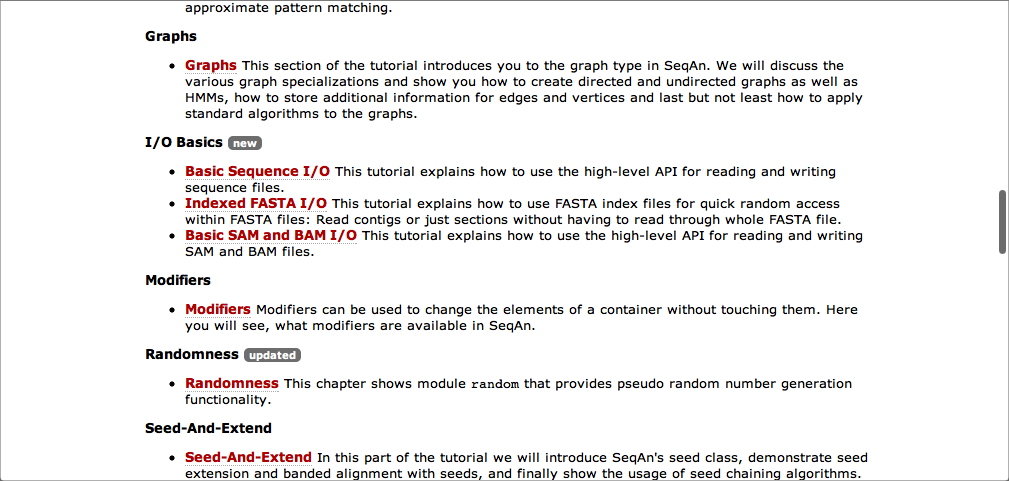 approximate pattern matching.
Graphs
Graphs This section of the tutorial introduces you to the graph type in SeqAn. We will discuss the
various graph specializations and show you how to create directed and undirected graphs as well as
HMMs, how to store additional information for edges and vertices and last but not least how to apply
standard algorithms to the graphs.
I/O Basics new
Basic Sequence I/O This tutorial explains how to use the high-level API for reading and writing
sequence files.
Indexed FASTA I/O This tutorial explains how to use FASTA index files for quick random access
within FASTA files: Read contigs or just sections without having to read through whole FASTA file.
Basic SAM and BAM I/O This tutorial explains how to use the high-level API for reading and writing
SAM and BAM files.
Modifiers
Modifiers Modifiers can be used to change the elements of a container without touching them. Here
you will see, what modifiers are available in SeqAn.
Randomness updated
Randomness This chapter shows module random that provides pseudo random number generation
functionality.
Seed-And-Extend
Seed-And-Extend In this part of the tutorial we will introduce SeqAn's seed class, demonstrate seed
extension and banded alignment with seeds, and finally show the usage of seed chaining algorithms.